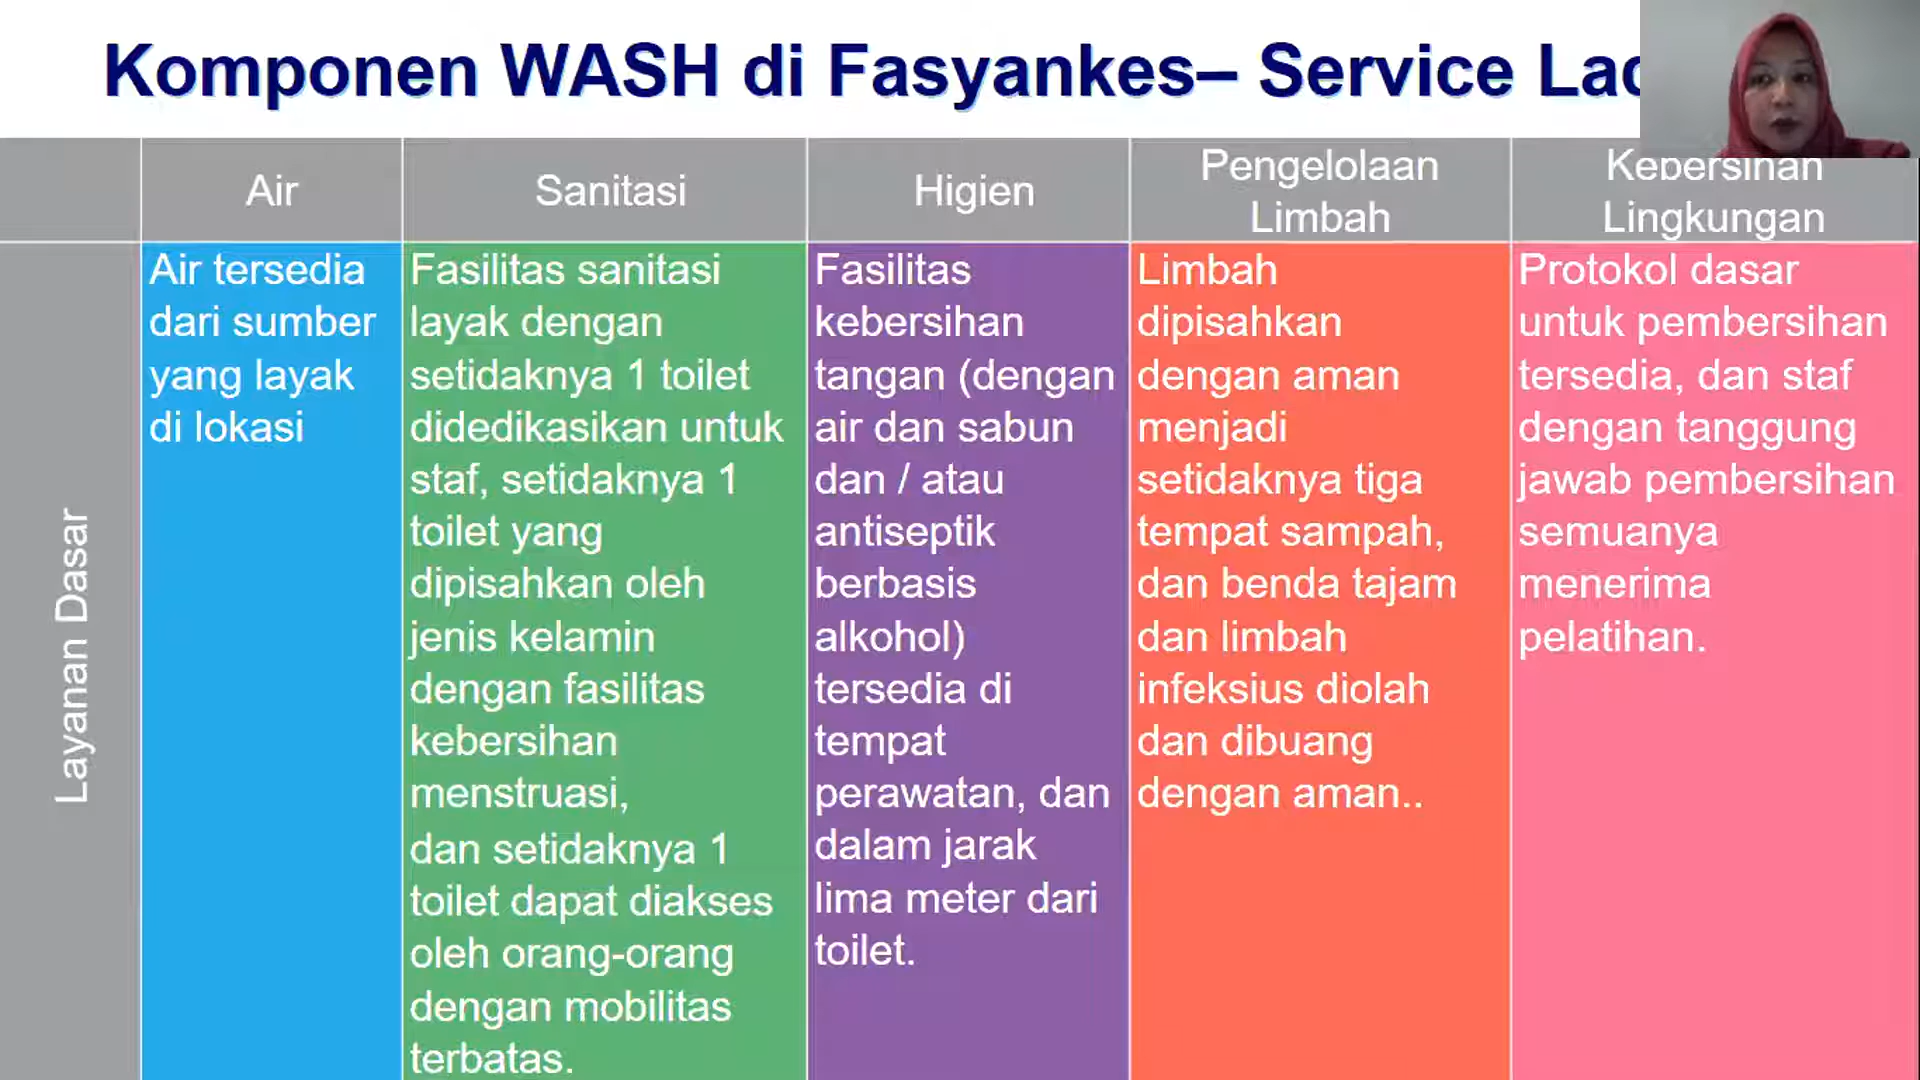 Komponen WASH di Fasyankes– Service
Air
Sanitasi
Higien
Pengelolaan
Limbah
Kebersihan
Lingkungan
Layanan Dasar
Air tersedia
dari sumber
yang layak
di lokasi
Fasilitas sanitasi
layak dengan
setidaknya 1 toilet
didedikasikan untuk
staf, setidaknya 1
toilet yang
dipisahkan oleh
jenis kelamin
dengan fasilitas
kebersihan
menstruasi,
dan setidaknya 1
toilet dapat diakses
oleh orang-orang
dengan mobilitas
terbatas.
Fasilitas
kebersihan
tangan (dengan
air dan sabun
dan / atau
antiseptik
berbasis
alkohol)
tersedia di
tempat
perawatan, dan
dalam jarak
lima meter dari
toilet.
Limbah
dipisahkan
dengan aman
menjadi
setidaknya tiga
tempat sampah,
dan benda tajam
dan limbah
infeksius diolah
dan dibuang
dengan aman..
Protokol dasar
untuk pembersihan
tersedia, dan staf
dengan tanggung
jawab pembersihan
semuanya
menerima
pelatihan.